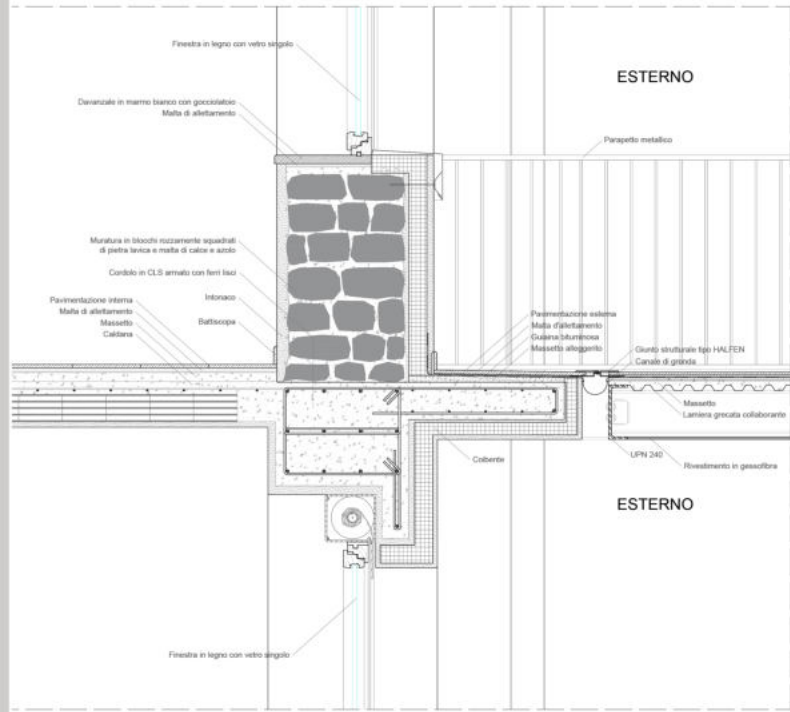 Finestra in legno con vetro singolo
ESTERNO
Davanzale in marmo bianco con gocciolatoio
Malta di allettamento
Parapetto metallico
Muratura in blocchi rozzamente squadrati
di pietra lavica e malta di calce e azolo
Cordolo in CLS armato con ferri lisci
Intonaco
Battiscopa
Pavimentazione interna
Malta di allettamento
Massetto
Caldana
Pavimentazione esterna
Malta d'allettamento
Guaina bituminosa
Massetto alleggerito
Giunto strutturale tipo HALFEN
Canale di gronda
Massetto
Lamiera grecata collaborante
UPN 240
Coibente
Rivestimento in gessofibra
ESTERNO
Finestra in legno con vetro singolo